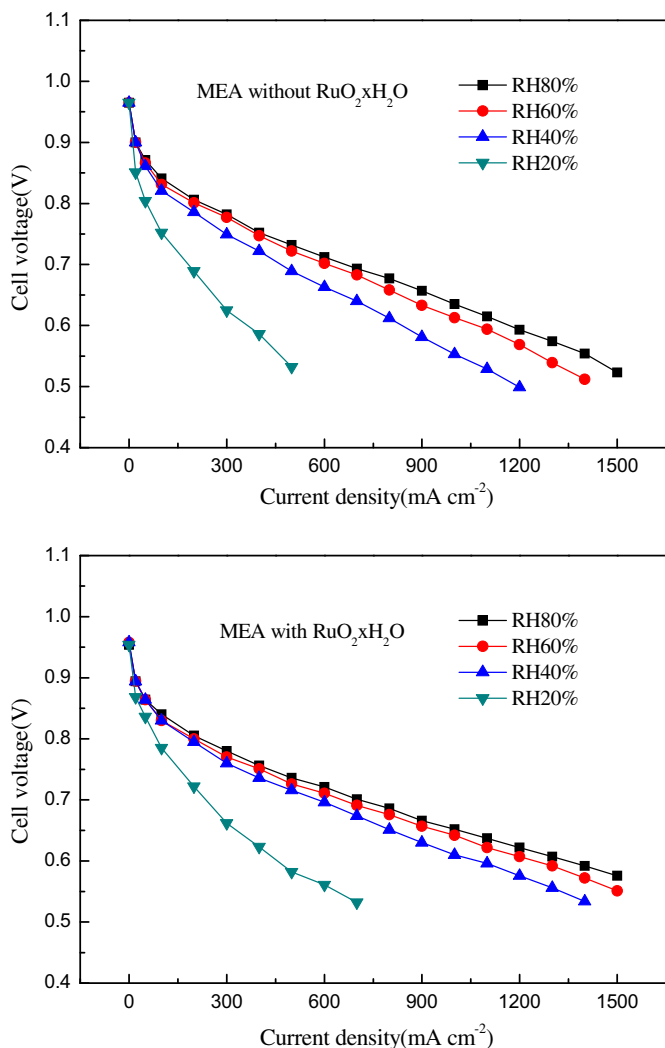 1.1
1.0
0.9
0.8
0.7
0.6
0.5
0.4
Cell voltage(V)
MEA without RuO₂xH₂O
RH80%
RH60%
RH40%
RH20%
0 300 600 900 1200 1500
Current density(mA cm⁻²)
1.1
1.0
0.9
0.8
0.7
0.6
0.5
0.4
Cell voltage(V)
MEA with RuO₂xH₂O
RH80%
RH60%
RH40%
RH20%
0 300 600 900 1200 1500
Current density(mA cm⁻²)